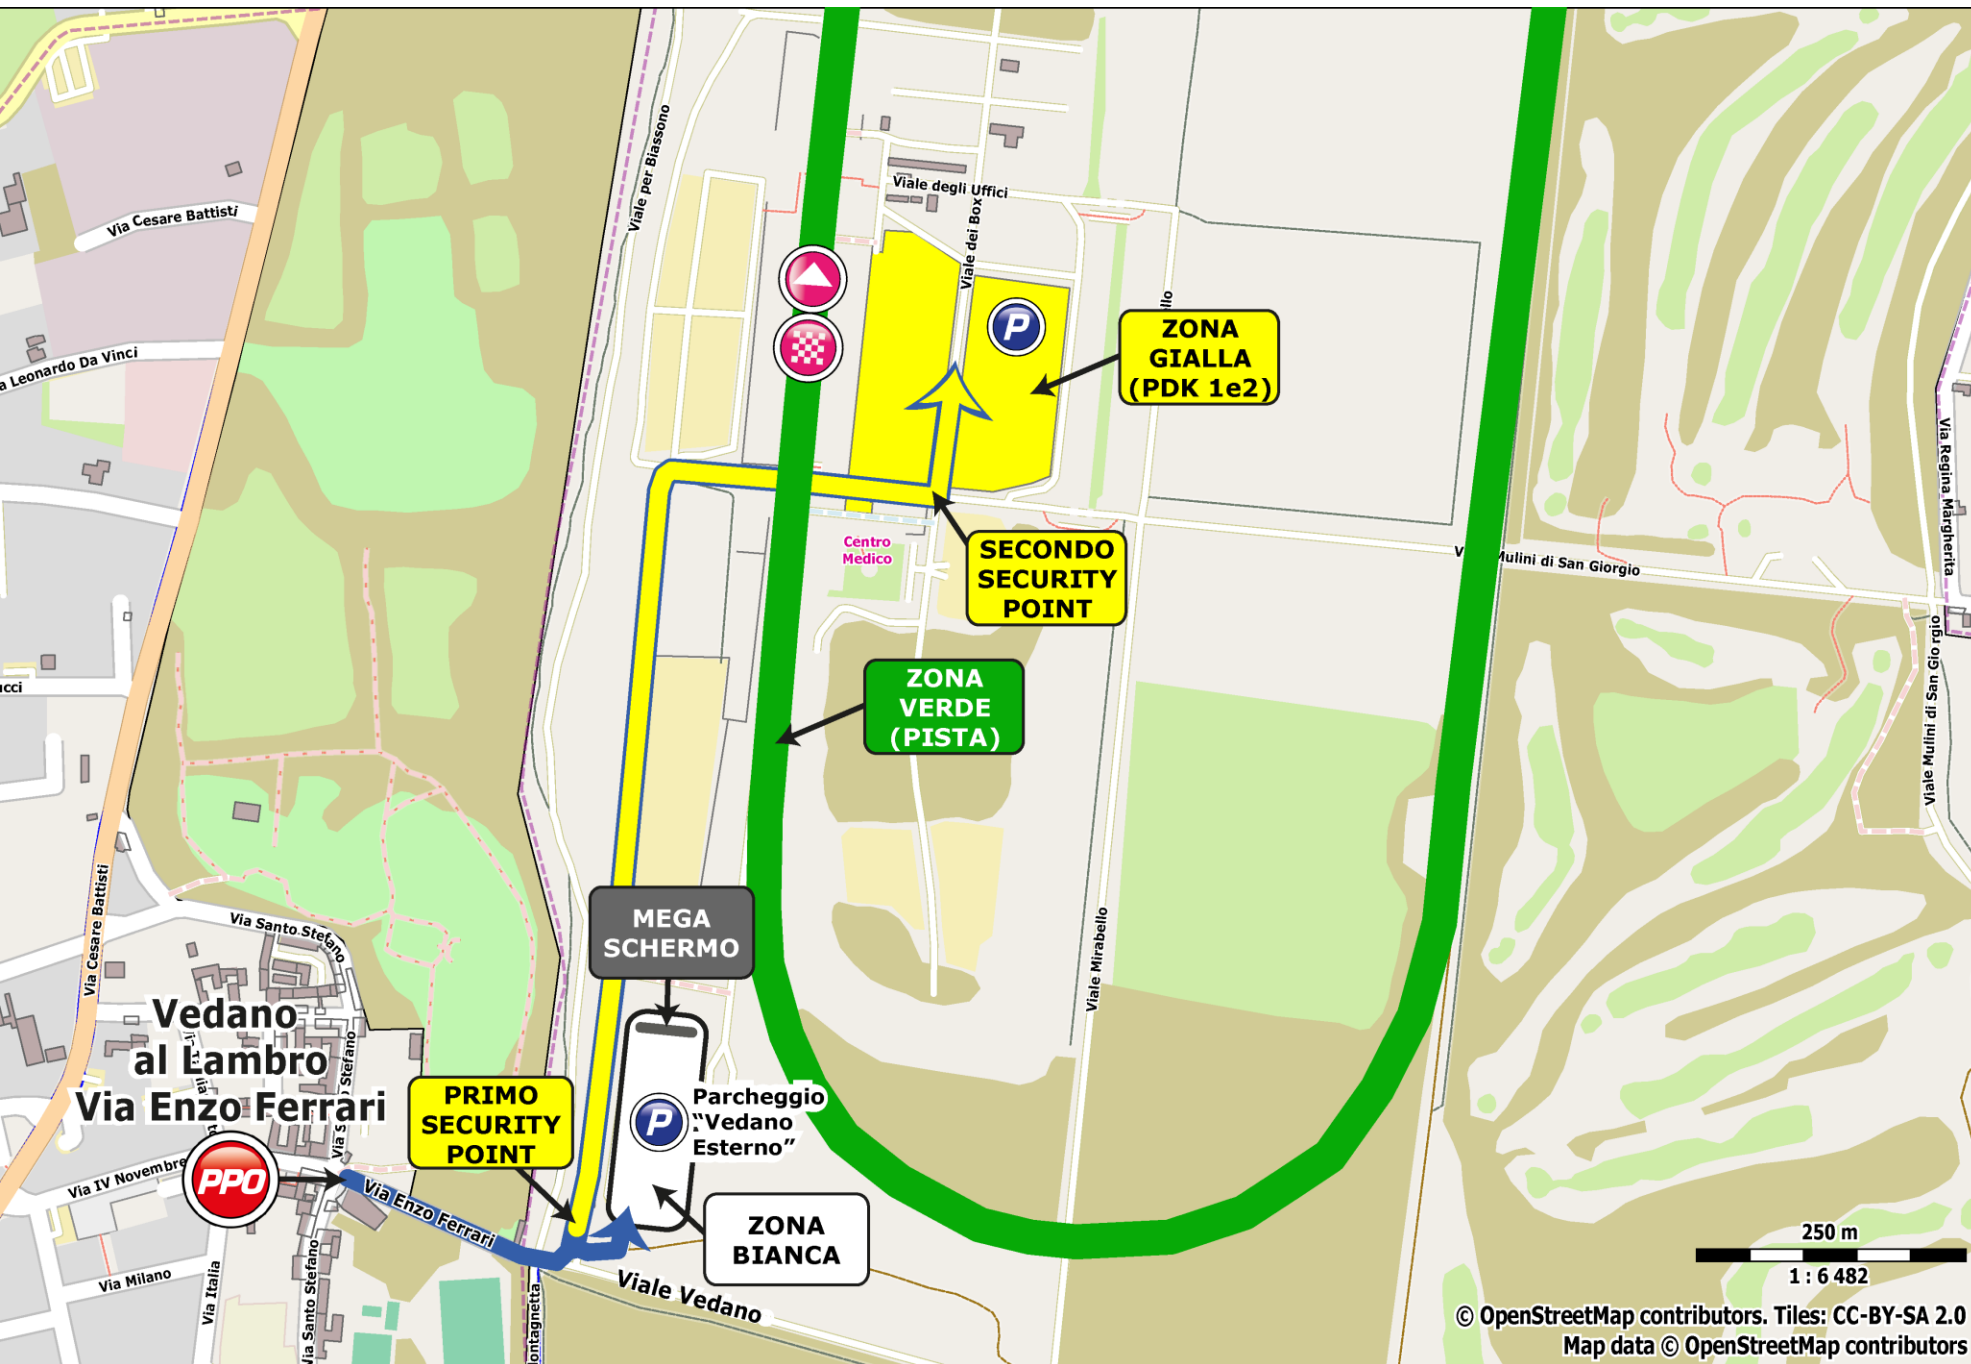 Via Cesare Battisti
Viale per Biassono
Viale degli Uffici
Viale dei Box
P
ZONA
GIALLA
(PDK 1e2)
Leonardo Da Vinci
Via Regina Margherita
Centro
Medico
SECONDO
SECURITY
POINT
Mulini di San Giorgio
ZONA
VERDE
(PISTA)
Viale Mulini di San Giorgio
Via Cesare Battisti
Via Santo Stefano
MEGA
SCHERMO
Viale Mirabello
Vedano
al Lambro
Via Enzo Ferrari
PRIMO
SECURITY
POINT
P
Parcheggio
“Vedano
Esterno”
Via IV Novembre
PPO
Via Enzo Ferrari
ZONA
BIANCA
Via Milano
Via Italia
Via Santo Stefano
Viale Vedano
250 m
1 : 6 482
© OpenStreetMap contributors. Tiles: CC-BY-SA 2.0
Map data © OpenStreetMap contributors